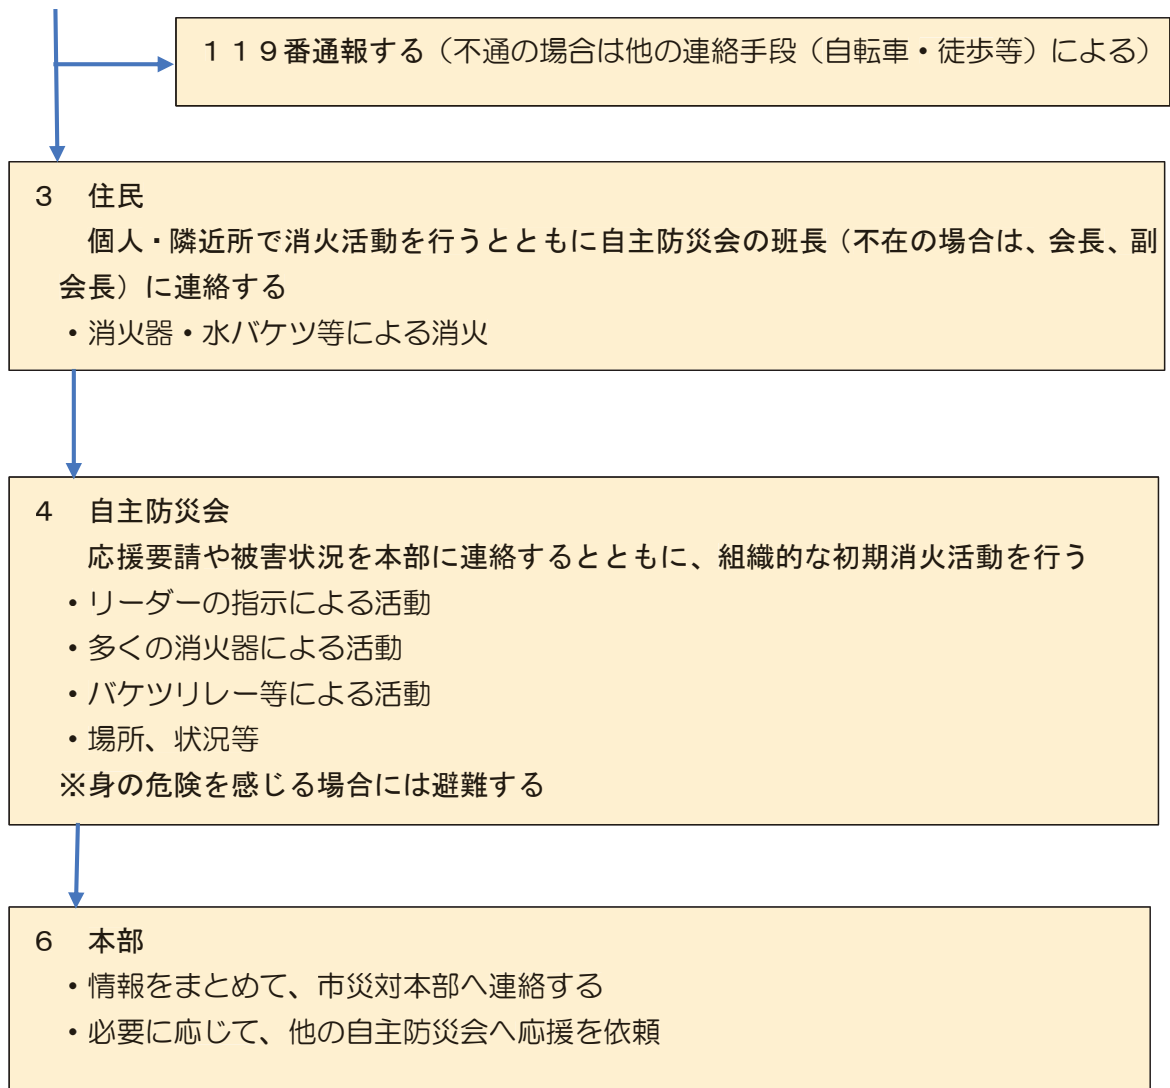 １１９番通報する（不通の場合は他の連絡手段（自転車・徒歩等）による）
３　住民
個人・隣近所で消火活動を行うとともに自主防災会の班長（不在の場合は、会長、副
会長）に連絡する
・消火器・水バケツ等による消火
４　自主防災会
応援要請や被害状況を本部に連絡するとともに、組織的な初期消火活動を行う
・リーダーの指示による活動
・多くの消火器による活動
・バケツリレー等による活動
・場所、状況等
※身の危険を感じる場合には避難する
６　本部
・情報をまとめて、市災対本部へ連絡する
・必要に応じて、他の自主防災会へ応援を依頼